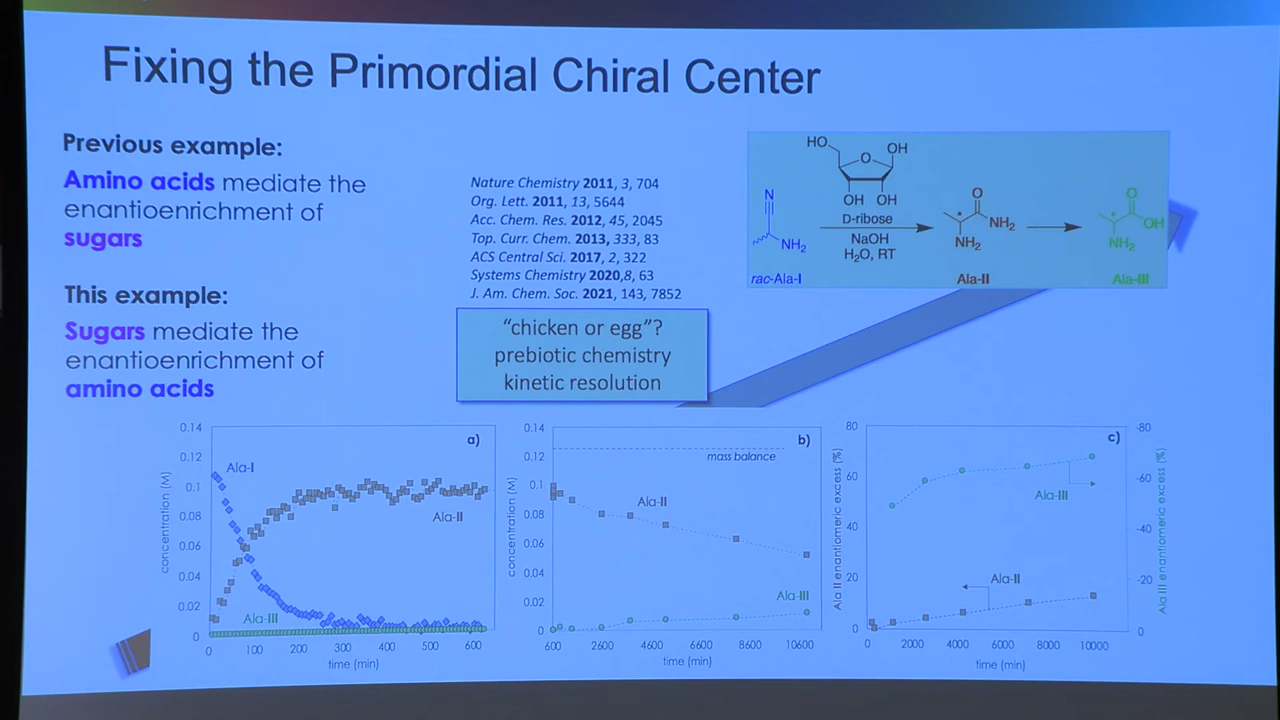 Fixing the Primordial Chiral Center
Previous example:
Amino acids mediate the
enantioenrichment of
sugars
This example:
Sugars mediate the
enantioenrichment of
amino acids
Nature Chemistry 2011, 3, 704
Org. Lett. 2011, 13, 5644
Acc. Chem. Res. 2012, 45, 2045
Top. Curr. Chem. 2013, 333, 83
ACS Central Sci. 2017, 2, 322
Systems Chemistry 2020,8, 63
J. Am. Chem. Soc. 2021, 143, 7852
"chicken or egg"?
prebiotic chemistry
kinetic resolution
HO
O
OH
OH OH
D-ribose
NaOH
H₂O, RT
N
NH₂
rac-Ala-I
O
*
NH₂
NH₂
Ala-II
O
*
OH
NH₂
Ala-III
a)
0.14
0.12
0.1
0.08
0.06
0.04
0.02
0
concentration (M)
Ala-I
Ala-II
Ala-III
0 100 200 300 400 500 600
time (min)
b)
0.14
0.12
0.1
0.08
0.06
0.04
0.02
0
concentration (M)
mass balance
Ala-II
Ala-III
600 2600 4600 6600 8600 10600
time (min)
c)
80
60
40
20
0
Ala II enantiomeric excess (%)
Ala-III
Ala-II
-80
-60
-40
-20
0
Ala III enantiomeric excess (%)
0 2000 4000 6000 8000 10000
time (min)